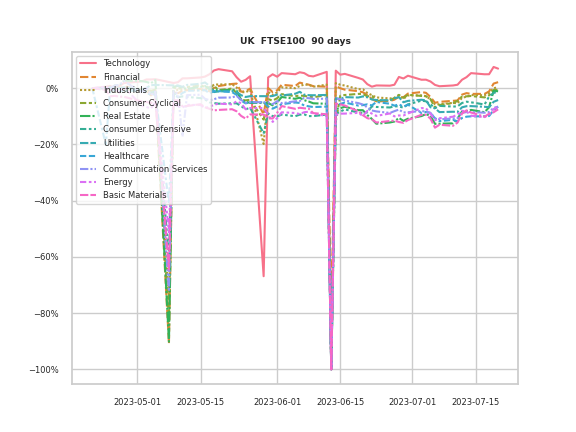 UK FTSE100 90 days
Technology
Financial
Industrials
Consumer Cyclical
Real Estate
Consumer Defensive
Utilities
Healthcare
Communication Services
Energy
Basic Materials
0%
−20%
−40%
−60%
−80%
−100%
2023-05-01 2023-05-15 2023-06-01 2023-06-15 2023-07-01 2023-07-15